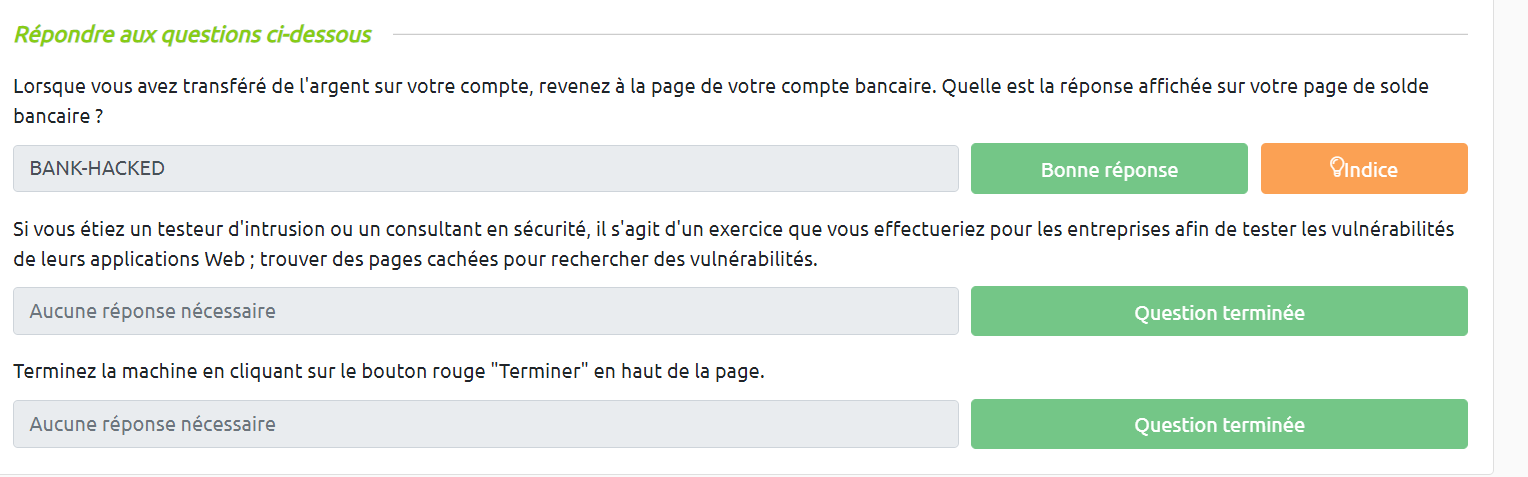 Répondre aux questions ci-dessous
Lorsque vous avez transféré de l'argent sur votre compte, revenez à la page de votre compte bancaire. Quelle est la réponse affichée sur votre page de solde
bancaire ?
BANK-HACKED
Bonne réponse
Indice
Si vous étiez un testeur d'intrusion ou un consultant en sécurité, il s'agit d'un exercice que vous effectueriez pour les entreprises afin de tester les vulnérabilités
de leurs applications Web ; trouver des pages cachées pour rechercher des vulnérabilités.
Aucune réponse nécessaire
Question terminée
Terminez la machine en cliquant sur le bouton rouge "Terminer" en haut de la page.
Aucune réponse nécessaire
Question terminée